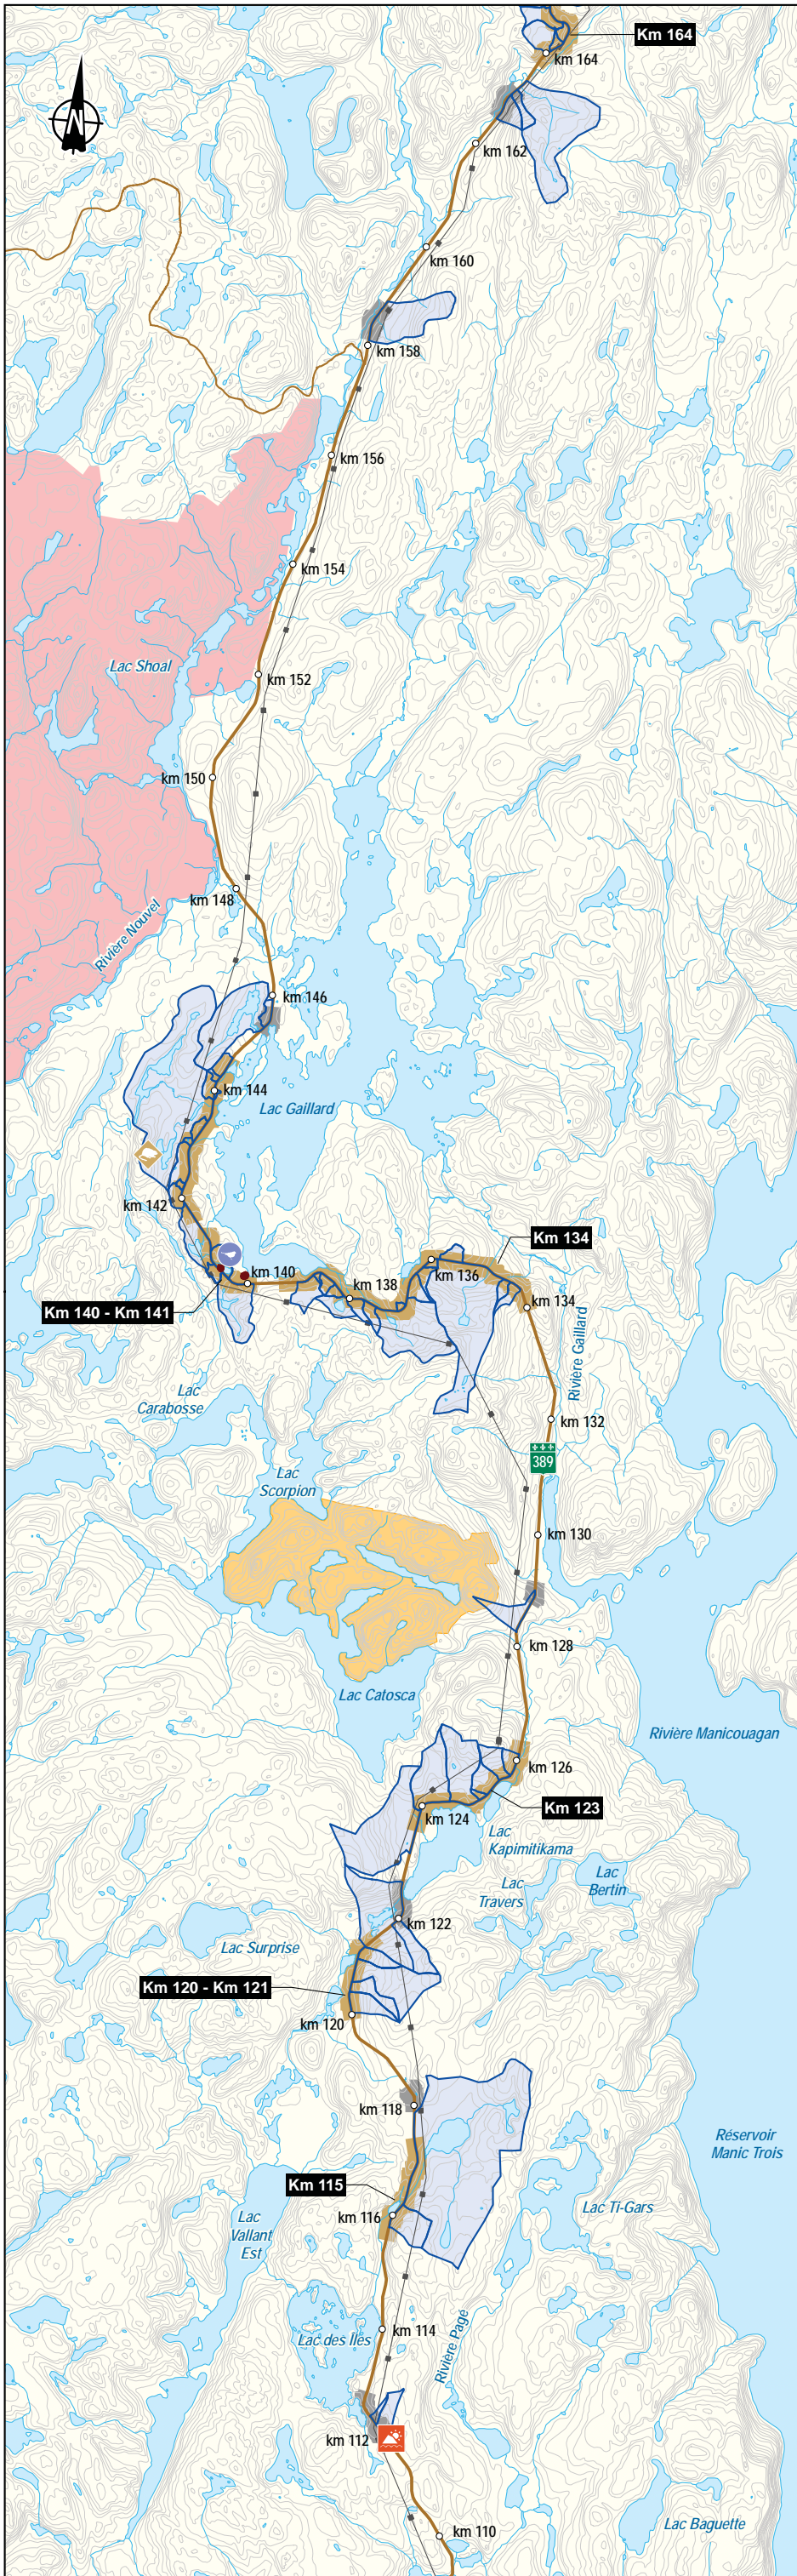 N
Km 164
km 164
km 162
km 160
km 158
km 156
km 154
Lac Shoal
km 152
km 150
km 148
Rivière Nouvel
km 146
km 144
Lac Gaillard
km 142
Km 134
km 140
km 136
km 138
km 134
Km 140 - Km 141
Rivière Gaillard
Lac
Carabosse
km 132
389
Lac
Scorpion
km 130
km 128
Lac Catosca
Rivière Manicouagan
km 126
Km 123
km 124
Lac
Kapimitikama
Lac
Bertin
Lac
Travers
km 122
Lac Surprise
Km 120 - Km 121
km 120
km 118
Réservoir
Manic Trois
Km 115
Lac Ti-Gars
km 116
Lac
Vallant
Est
km 114
Lac des Îles
Rivière Pagé
km 112
Lac Baguette
km 110